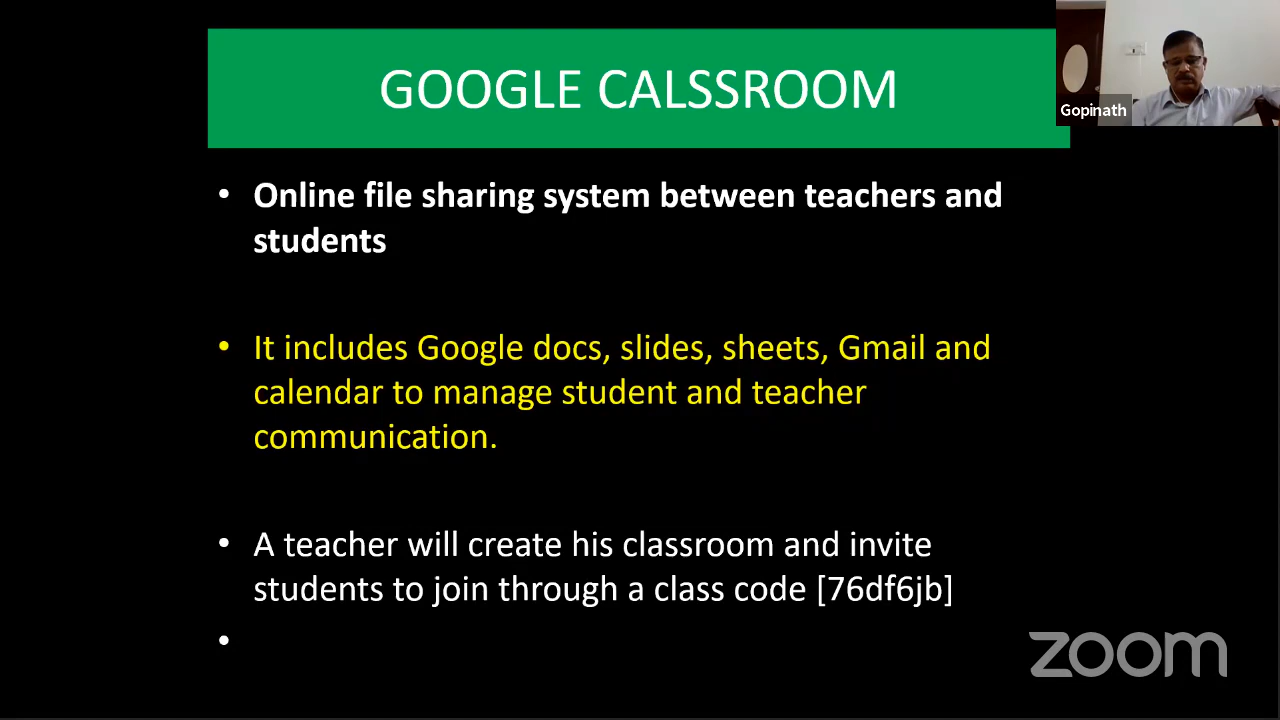 GOOGLE CALSSROOM
Gopinath
• Online file sharing system between teachers and
students
• It includes Google docs, slides, sheets, Gmail and
calendar to manage student and teacher
communication.
• A teacher will create his classroom and invite
students to join through a class code [76df6jb]
•
zoom